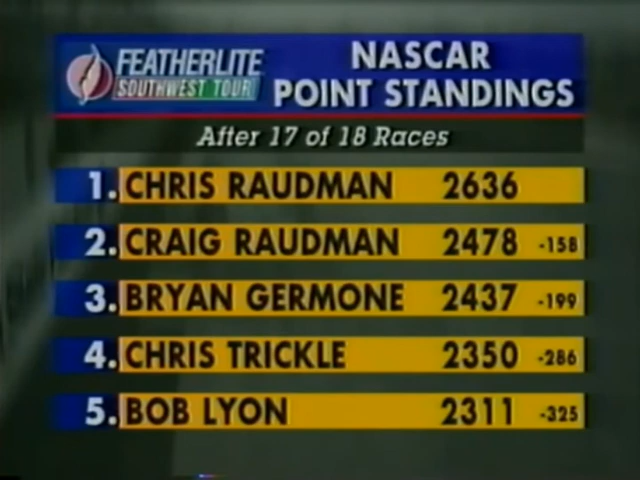 FEATHERLITE
SOUTHWEST TOUR
NASCAR
POINT STANDINGS
After 17 of 18 Races
1. CHRIS RAUDMAN 2636
2. CRAIG RAUDMAN 2478 -158
3. BRYAN GERMONE 2437 -199
4. CHRIS TRICKLE 2350 -286
5. BOB LYON 2311 -325